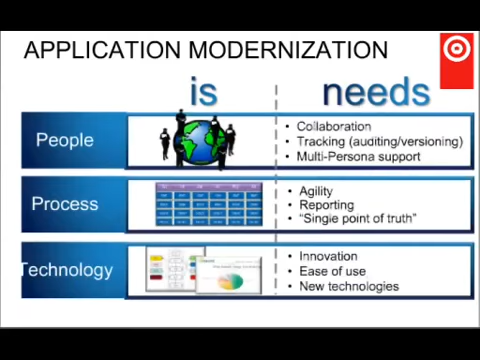 APPLICATION MODERNIZATION
is
needs
People
• Collaboration
• Tracking (auditing/versioning)
• Multi-Persona support
Process
• Agility
• Reporting
• “Single point of truth”
Technology
• Innovation
• Ease of use
• New technologies